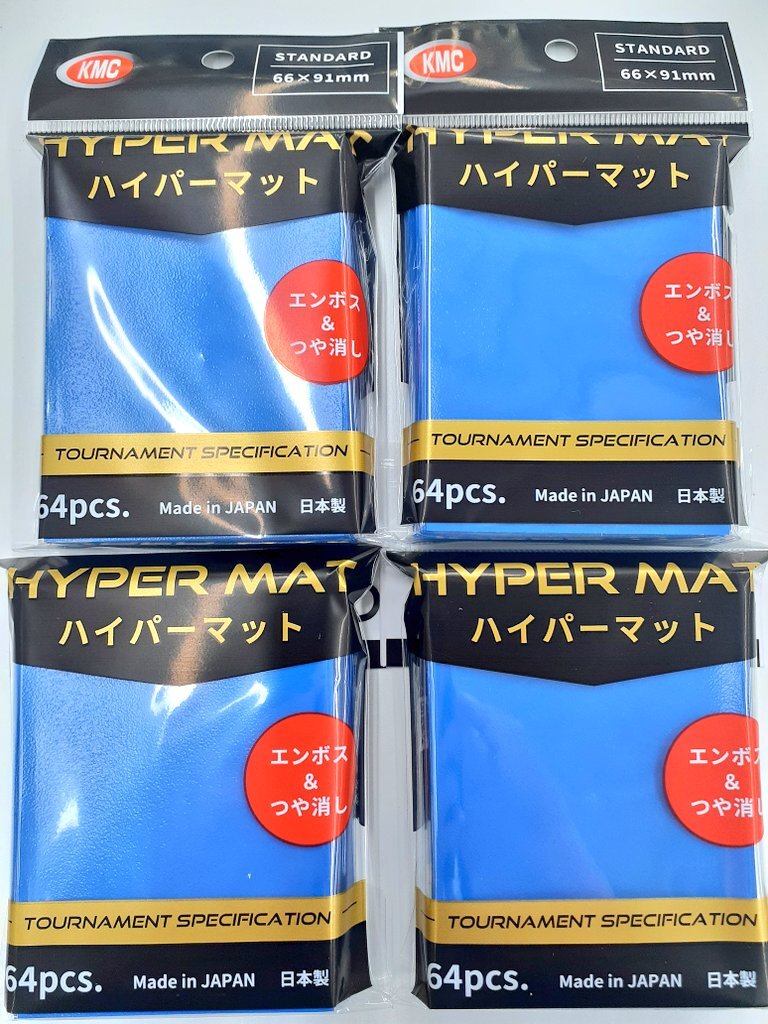 KMC
STANDARD
66×91mm
HYPER MAT
ハイパーマット
エンボス
&
つや消し
TOURNAMENT SPECIFICATION
64pcs. Made in JAPAN 日本製
KMC
STANDARD
66×91mm
HYPER MAT
ハイパーマット
エンボス
&
つや消し
TOURNAMENT SPECIFICATION
64pcs. Made in JAPAN 日本製
HYPER MAT
ハイパーマット
エンボス
&
つや消し
TOURNAMENT SPECIFICATION
64pcs. Made in JAPAN 日本製
HYPER MAT
ハイパーマット
エンボス
&
つや消し
TOURNAMENT SPECIFICATION
64pcs. Made in JAPAN 日本製